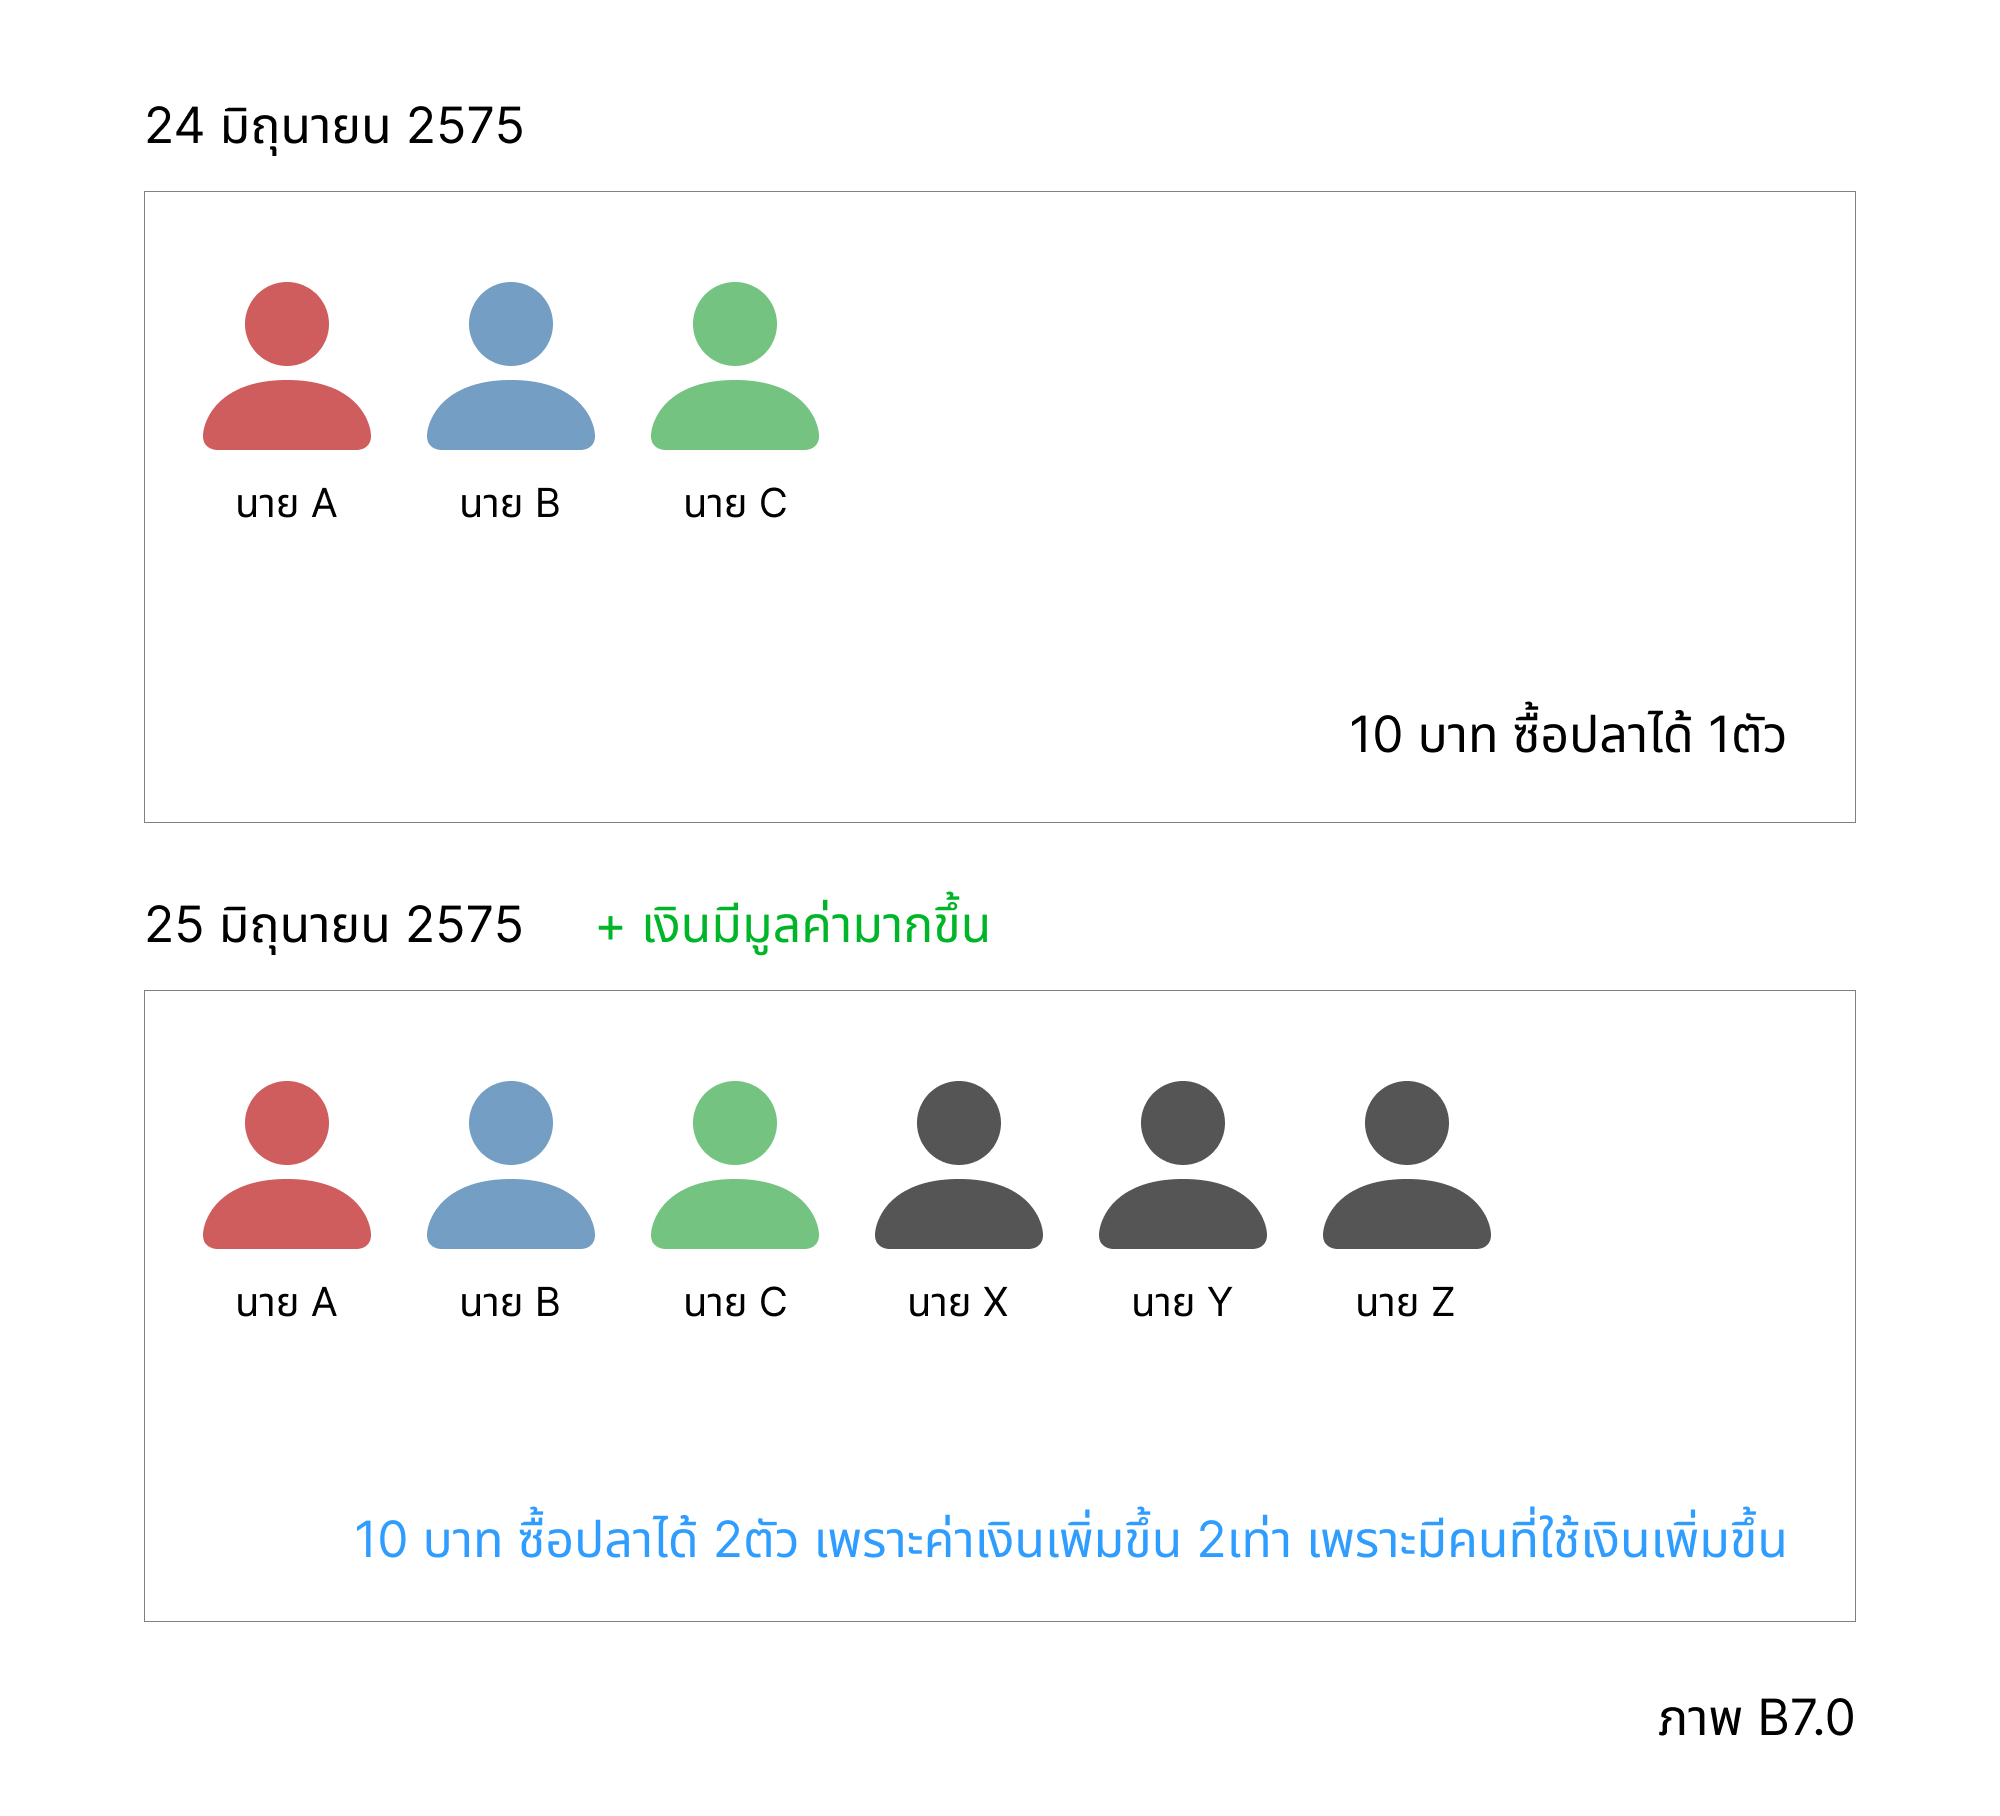 24 มิถุนายน 2575
นาย A นาย B นาย C
10 บาท ซื้อปลาได้ 1ตัว
25 มิถุนายน 2575 + เงินมีมูลค่ามากขึ้น
นาย A นาย B นาย C นาย X นาย Y นาย Z
10 บาท ซื้อปลาได้ 2ตัว เพราะค่าเงินเพิ่มขึ้น 2เท่า เพราะมีคนที่ใช้เงินเพิ่มขึ้น
ภาพ B7.0